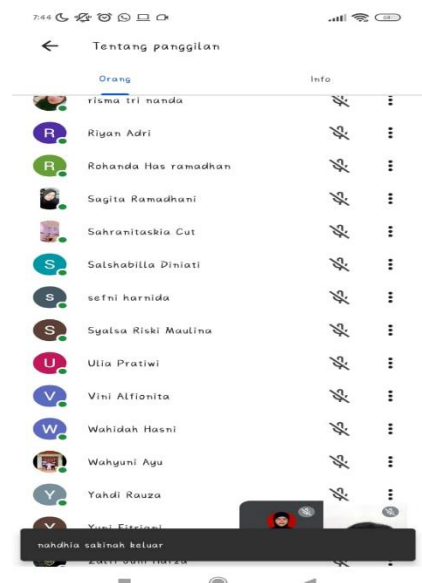 7:44
Tentang panggilan
Orang Info
risma tri nanda
R Riyan Adri
R Rohanda Has ramadhan
Sagita Ramadhani
Sahranitaskia Cut
S Salshabilla Diniati
s sefni harnida
S Syalsa Riski Maulina
U Ulia Pratiwi
V Vini Alfionita
W Wahidah Hasni
Wahyuni Ayu
Y Yahdi Rauza
Y Yuni Fitriani
nahdhia sakinah keluar